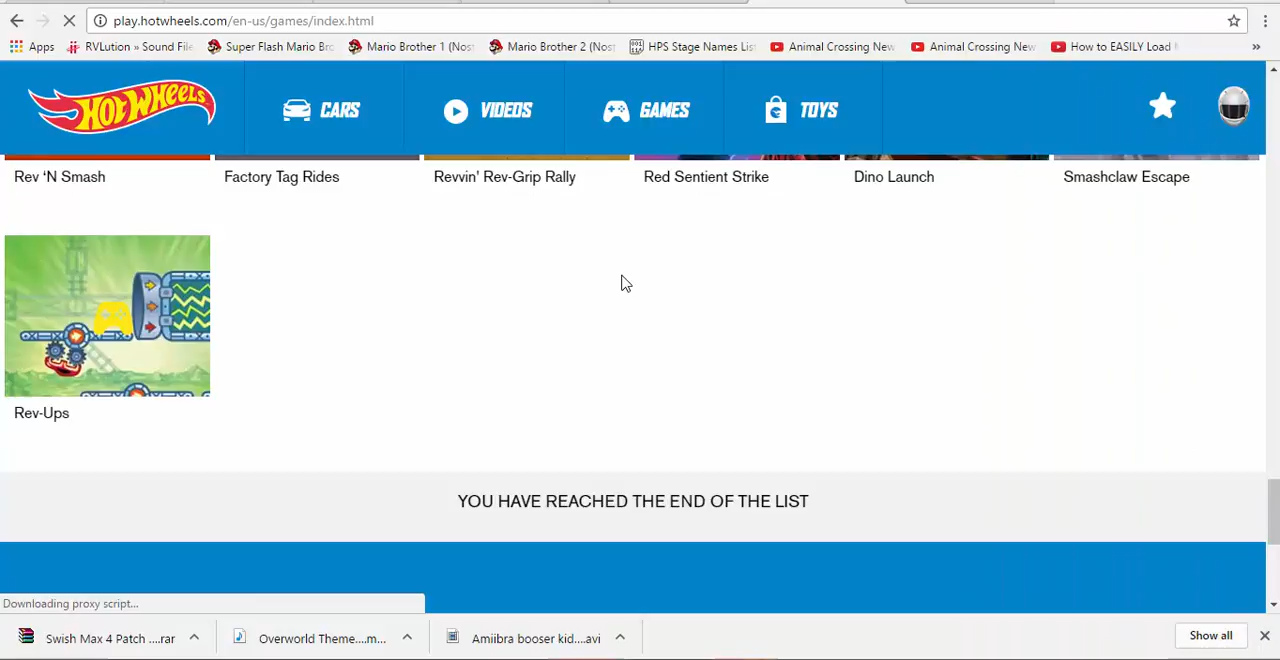 play.hotwheels.com/en-us/games/index.html
Apps RVLution » Sound File Super Flash Mario Bro Mario Brother 1 (Nos Mario Brother 2 (Nos HPS Stage Names Lis Animal Crossing New Animal Crossing New How to EASILY Load »
HOT WHEELS CARS VIDEOS GAMES TOYS
Rev ‘N Smash Factory Tag Rides Revvin' Rev-Grip Rally Red Sentient Strike Dino Launch Smashclaw Escape
Rev-Ups
YOU HAVE REACHED THE END OF THE LIST
Downloading proxy script...
Swish Max 4 Patch ....rar Overworld Theme....m... Amiibra booser kid....avi Show all